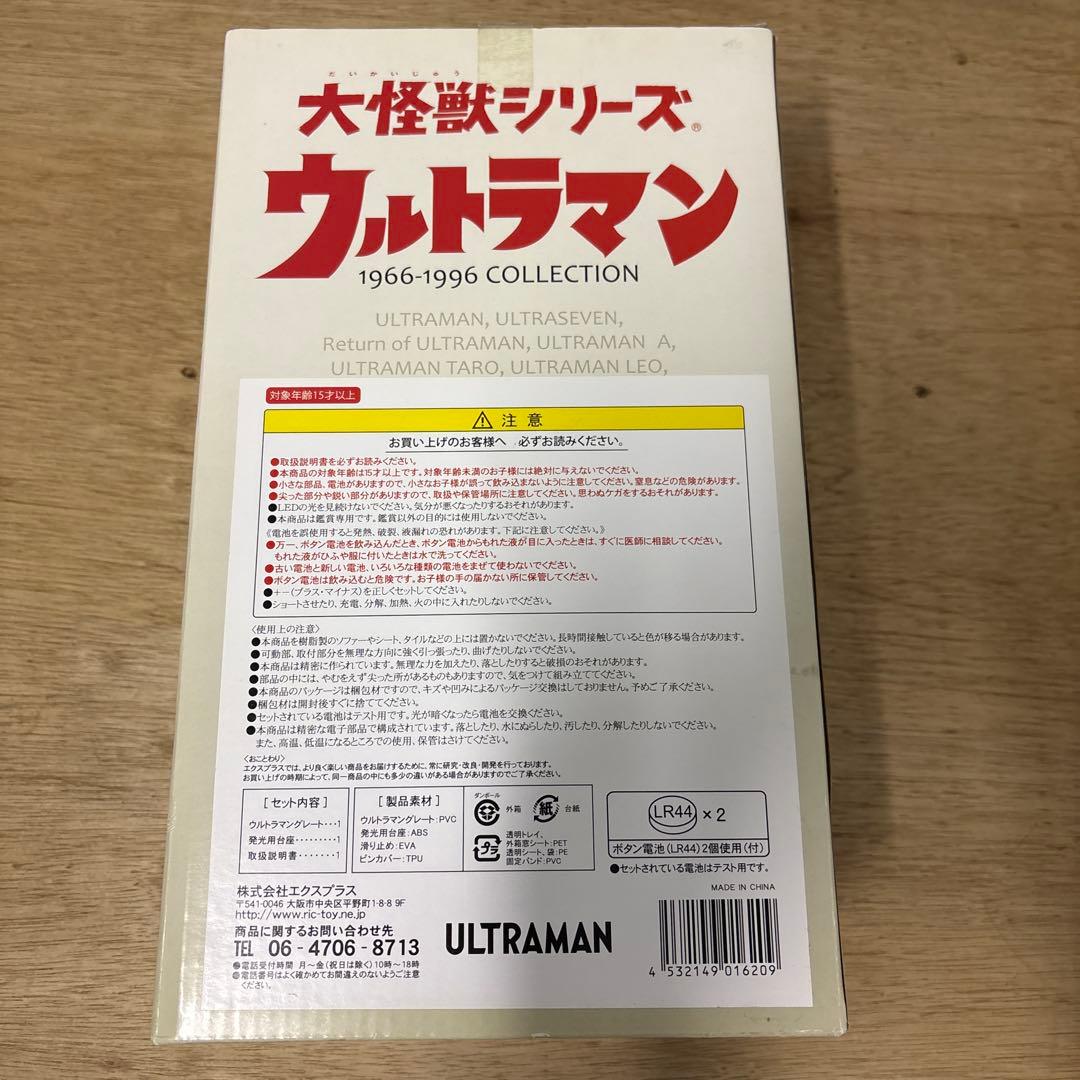 だいかいじゅう
大怪獣シリーズ®
ウルトラマン
1966-1996 COLLECTION
ULTRAMAN, ULTRASEVEN,
Return of ULTRAMAN, ULTRAMAN A,
ULTRAMAN TARO, ULTRAMAN LEO,
対象年齢15才以上
⚠ 注意
お買い上げのお客様へ 必ずお読みください。
●取扱説明書を必ずお読みください。
●本商品の対象年齢は15才以上です。対象年齢未満のお子様には絶対に与えないでください。
●小さな部品、電池がありますので、小さなお子様が誤って飲み込まないように注意してください。窒息などの危険があります。
●尖った部分や鋭い部分がありますので、取扱や保管場所に注意してください。思わぬケガをするおそれがあります。
●LEDの光を見続けないでください。気分が悪くなったりするおそれがあります。
●本商品は鑑賞専用です。鑑賞以外の目的には使用しないでください。
《電池を誤使用すると発熱、破裂、液漏れの恐れがあります。下記に注意してください。》
●万一、ボタン電池を飲み込んだとき、ボタン電池からもれた液が目に入ったときは、すぐに医師に相談してください。
もれた液がひふや服に付いたときは水で洗ってください。
●古い電池と新しい電池、いろいろな種類の電池をまぜて使わないでください。
●ボタン電池は飲み込むと危険です。お子様の手の届かない所に保管してください。
●+-(プラス・マイナス)を正しくセットしてください。
●ショートさせたり、充電、分解、加熱、火の中に入れたりしないでください。
〈使用上の注意〉
●本商品を樹脂製のソファーやシート、タイルなどの上には置かないでください。長時間接触していると色が移る場合があります。
●可動部、取付部分を無理な方向に強く引っ張ったり、曲げたりしないでください。
●本商品は精密に作られています。無理な力を加えたり、落としたりすると破損のおそれがあります。
●部品の中には、やむをえず尖った所があるものもありますので、気をつけて組み立ててください。
●本商品のパッケージは梱包材ですので、キズや凹みによるパッケージ交換はしておりません。予めご了承ください。
●梱包材は開封後すぐに捨ててください。
●セットされている電池はテスト用です。光が暗くなったら電池を交換ください。
●本商品は精密な電子部品で構成されています。落としたり、水にぬらしたり、汚したり、分解したりしないでください。
また、高温、低温になるところでの使用、保管はさけてください。
〈おことわり〉
エクスプラスでは、より良く楽しい商品をお届けするために、常に研究・改良・開発を行っております。
お買い上げの時期によって、同一商品の中にも多少の違いがある場合がありますのでご了承ください。
[セット内容]
ウルトラマングレート・・・1
発光用台座・・・・・・・・・1
取扱説明書・・・・・・・1
[製品素材]
ウルトラマングレート:PVC
発光用台座:ABS
滑り止め:EVA
ピンカバー:TPU
ダンボール
外箱
紙
台紙
プラ
透明トレイ、
外箱窓シート:PET
透明シート、袋:PE
固定バンド:PVC
LR44 ×2
ボタン電池(LR44)2個使用(付)
●セットされている電池はテスト用です。
株式会社エクスプラス
〒541-0046 大阪市中央区平野町1-8-8 9F
http://www.ric-toy.ne.jp
商品に関するお問い合わせ先
TEL 06-4706-8713
●電話受付時間 月~金(祝日は除く)10時~18時
●電話番号はよく確かめてお間違えのないようご注意
ください。
ULTRAMAN
MADE IN CHINA
4 532149 016209